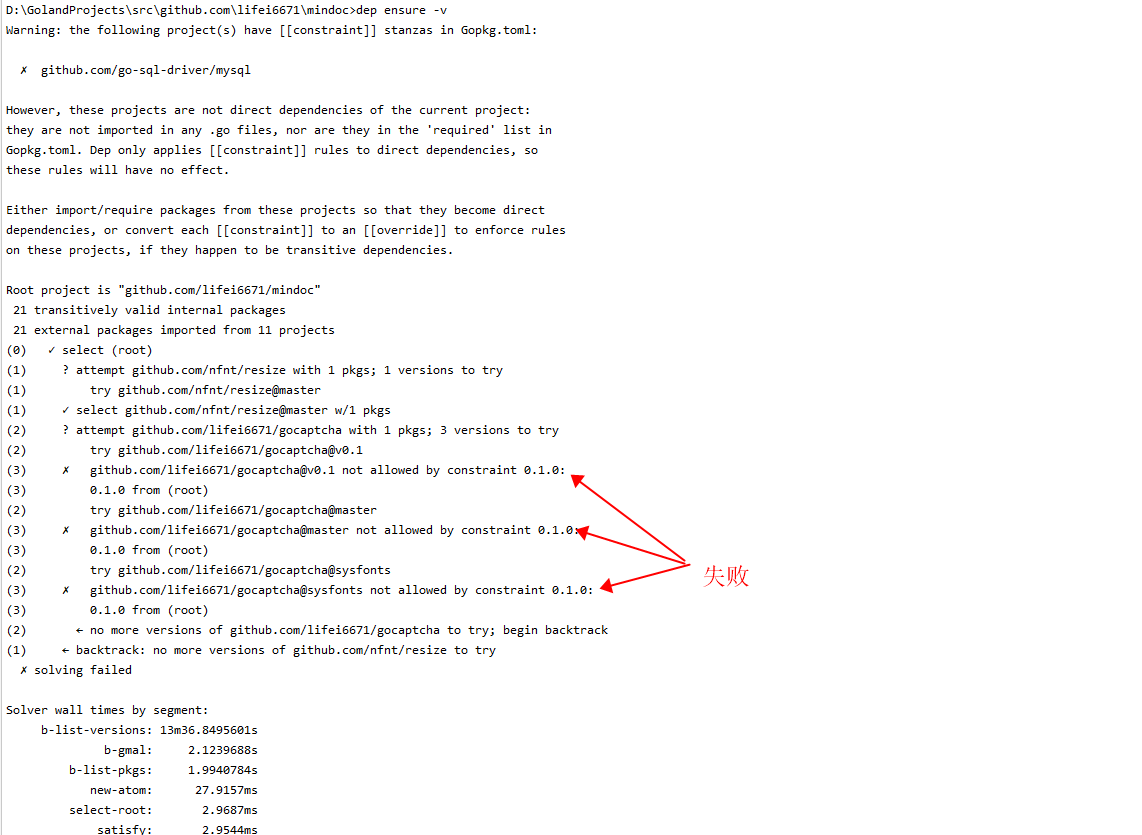 D:\GolandProjects\src\github.com\lifei6671\mindoc>dep ensure -v
Warning: the following project(s) have [[constraint]] stanzas in Gopkg.toml:
✗ github.com/go-sql-driver/mysql
However, these projects are not direct dependencies of the current project:
they are not imported in any .go files, nor are they in the 'required' list in
Gopkg.toml. Dep only applies [[constraint]] rules to direct dependencies, so
these rules will have no effect.
Either import/require packages from these projects so that they become direct
dependencies, or convert each [[constraint]] to an [[override]] to enforce rules
on these projects, if they happen to be transitive dependencies.
Root project is "github.com/lifei6671/mindoc"
21 transitively valid internal packages
21 external packages imported from 11 projects
(0) ✓ select (root)
(1) ? attempt github.com/nfnt/resize with 1 pkgs; 1 versions to try
(1) try github.com/nfnt/resize@master
(1) ✓ select github.com/nfnt/resize@master w/1 pkgs
(2) ? attempt github.com/lifei6671/gocaptcha with 1 pkgs; 3 versions to try
(2) try github.com/lifei6671/gocaptcha@v0.1
(3) ✗ github.com/lifei6671/gocaptcha@v0.1 not allowed by constraint 0.1.0:
(3) 0.1.0 from (root)
(2) try github.com/lifei6671/gocaptcha@master
(3) ✗ github.com/lifei6671/gocaptcha@master not allowed by constraint 0.1.0:
(3) 0.1.0 from (root)
(2) try github.com/lifei6671/gocaptcha@sysfonts
失败
(3) ✗ github.com/lifei6671/gocaptcha@sysfonts not allowed by constraint 0.1.0:
(3) 0.1.0 from (root)
(2) ← no more versions of github.com/lifei6671/gocaptcha to try; begin backtrack
(1) ← backtrack: no more versions of github.com/nfnt/resize to try
✗ solving failed
Solver wall times by segment:
b-list-versions: 13m36.8495601s
b-gmal: 2.1239688s
b-list-pkgs: 1.9940784s
new-atom: 27.9157ms
select-root: 2.9687ms
satisfy: 2.9544ms